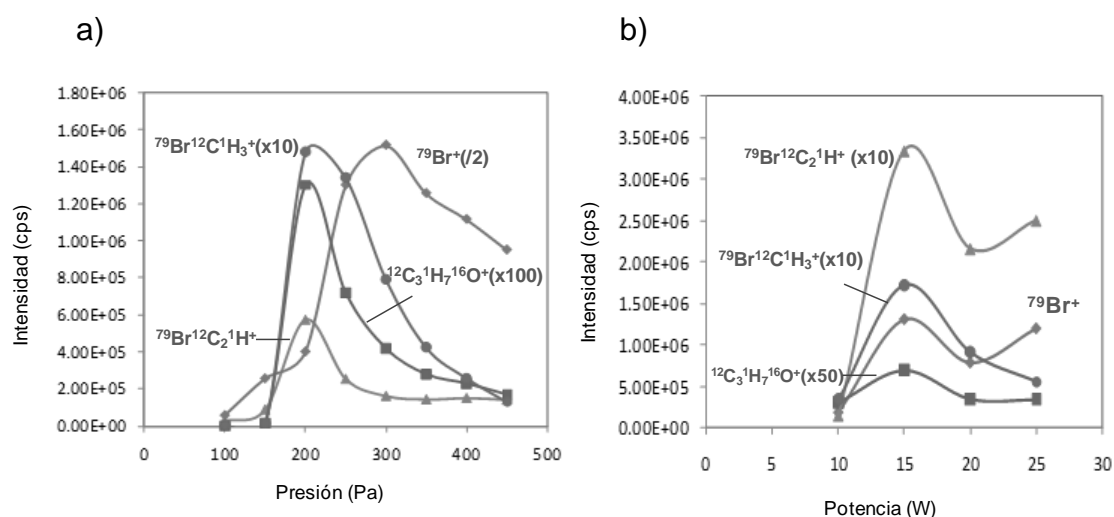 a)
Intensidad (cps)
1.80E+06
1.60E+06
1.40E+06
1.20E+06
1.00E+06
8.00E+05
6.00E+05
4.00E+05
2.00E+05
0.00E+00
⁷⁹Br¹²C¹H₃⁺(x10)
⁷⁹Br⁺(/2)
¹²C₃¹H₇¹⁶O⁺(x100)
⁷⁹Br¹²C₂¹H⁺
0 100 200 300 400 500
Presión (Pa)
b)
Intensidad (cps)
4.00E+06
3.50E+06
3.00E+06
2.50E+06
2.00E+06
1.50E+06
1.00E+06
5.00E+05
0.00E+00
⁷⁹Br¹²C₂¹H⁺ (x10)
⁷⁹Br¹²C¹H₃⁺(x10)
⁷⁹Br⁺
¹²C₃¹H₇¹⁶O⁺(x50)
0 5 10 15 20 25 30
Potencia (W)